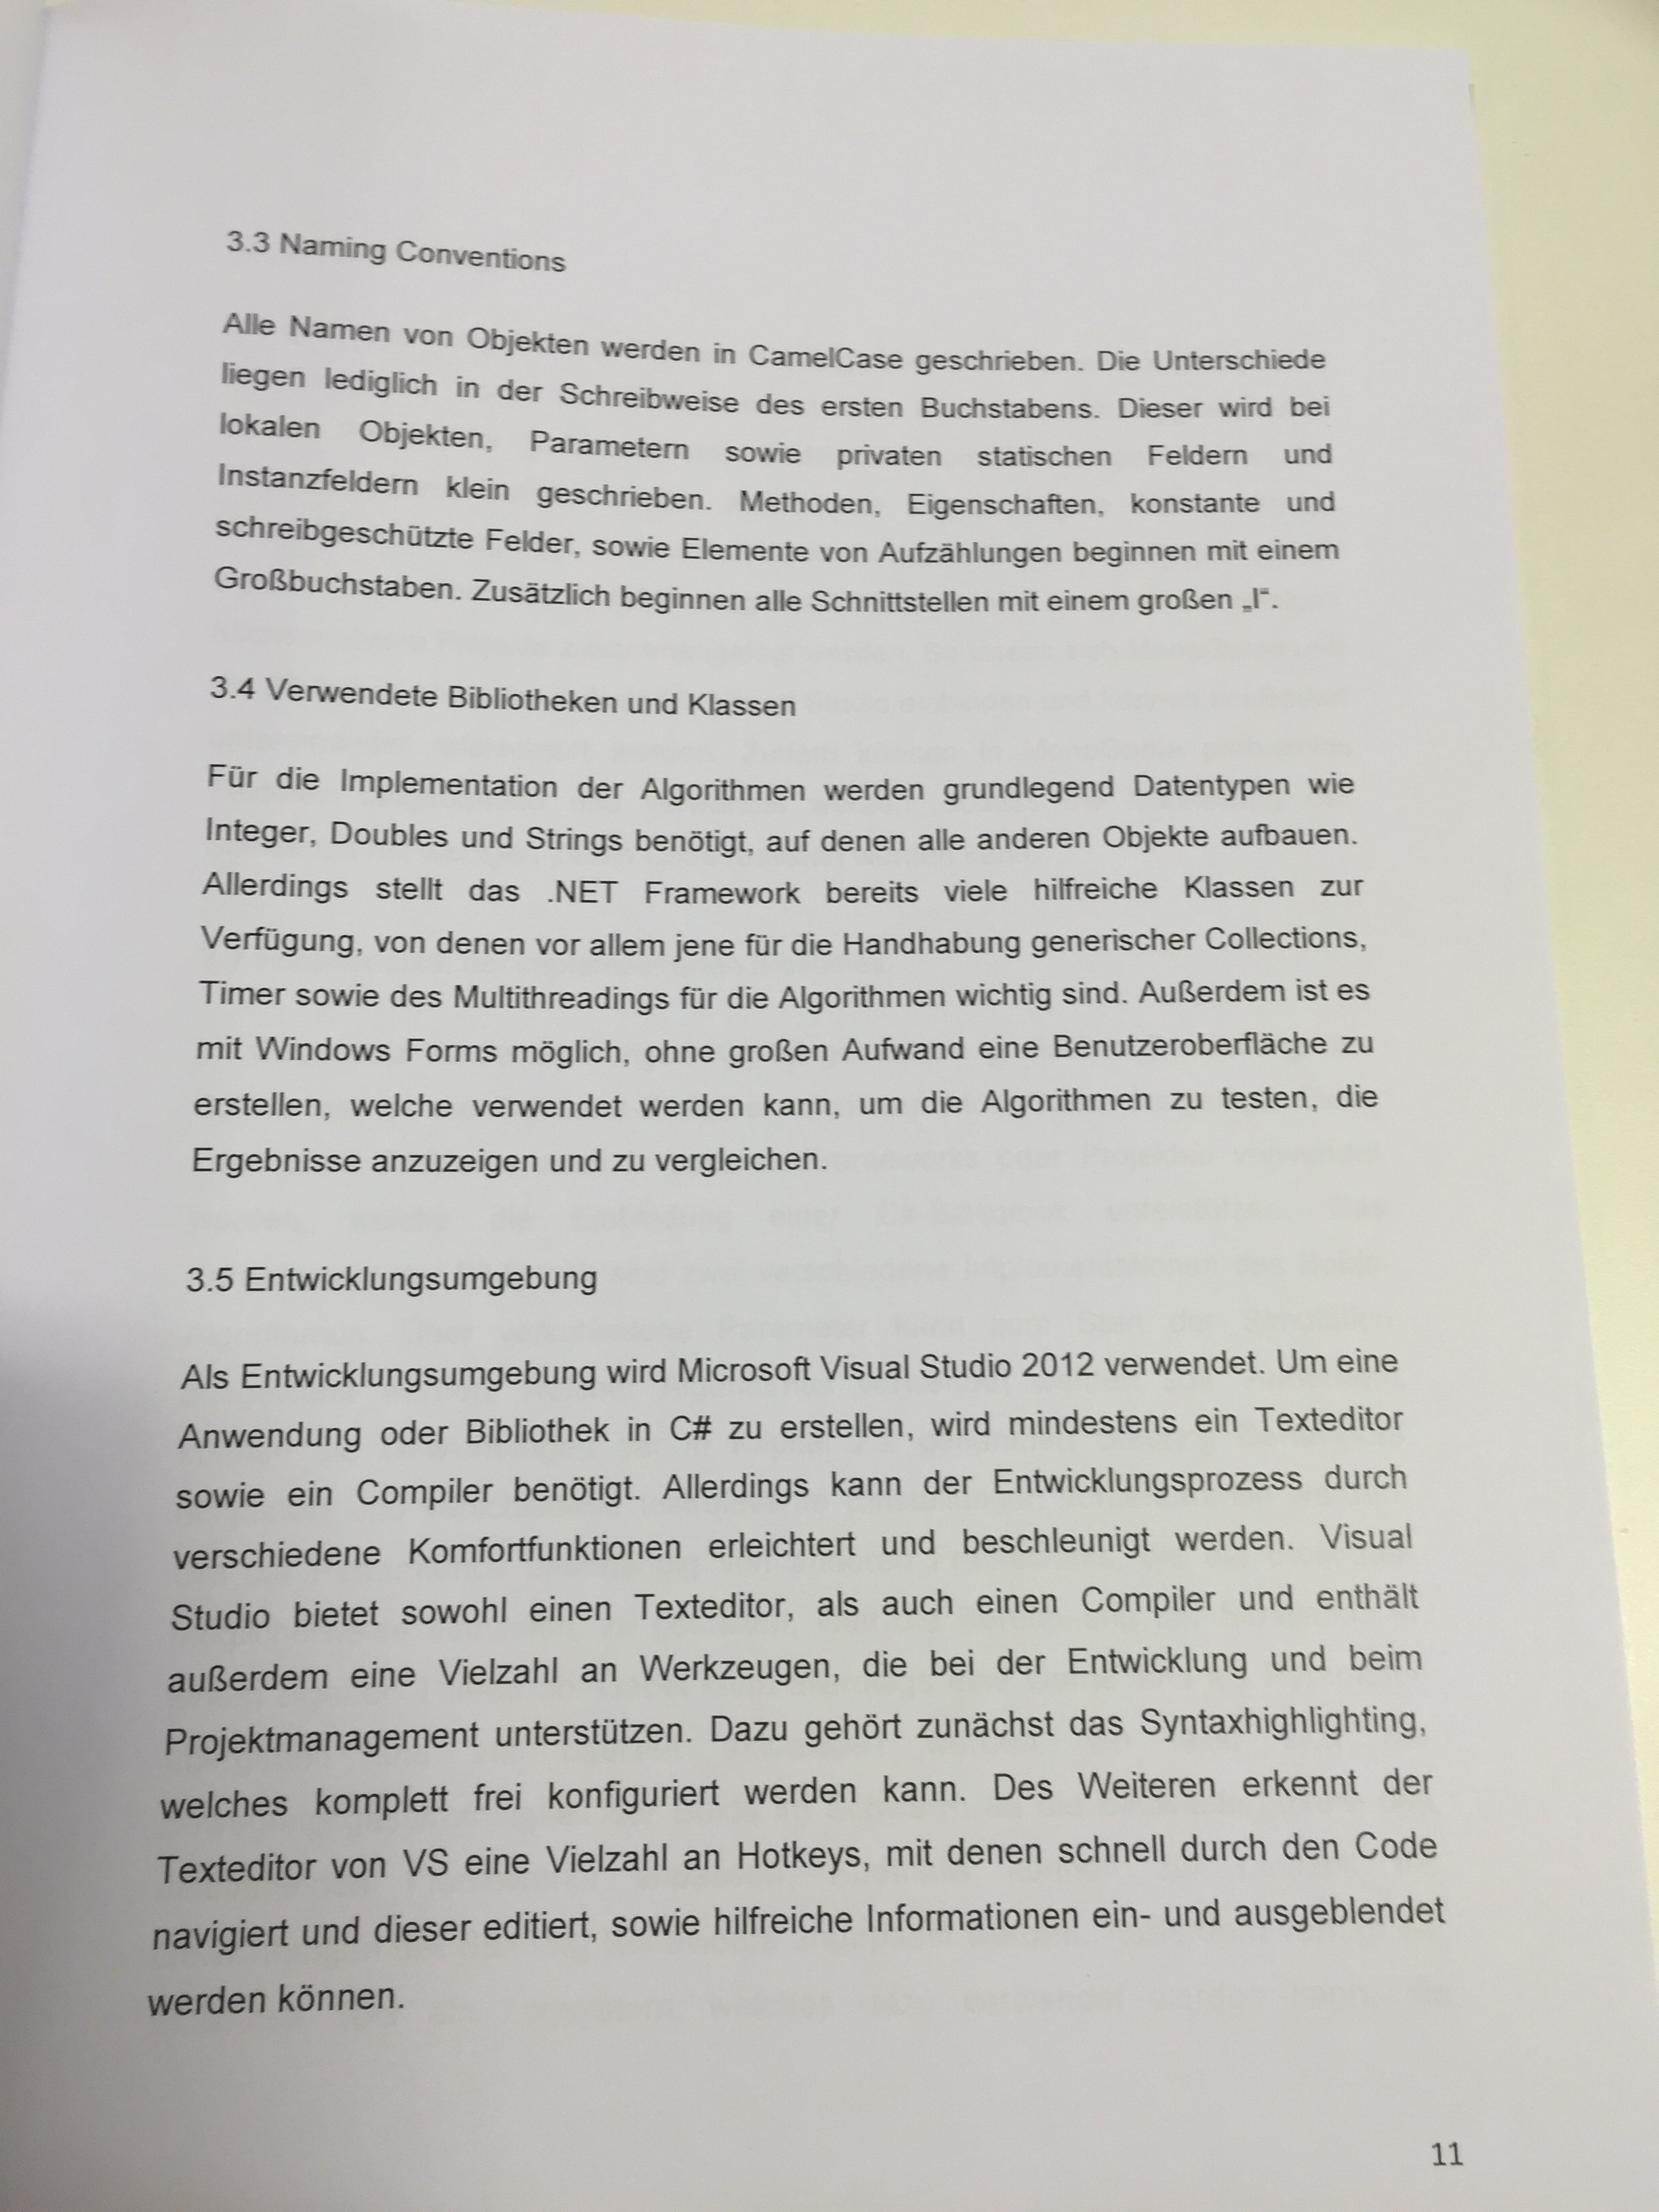 3.3 Naming Conventions
Alle Namen von Objekten werden in CamelCase geschrieben. Die Unterschiede
liegen lediglich in der Schreibweise des ersten Buchstabens. Dieser wird bei
lokalen Objekten, Parametern sowie privaten statischen Feldern und
Instanzfeldern klein geschrieben. Methoden, Eigenschaften, konstante und
schreibgeschützte Felder, sowie Elemente von Aufzählungen beginnen mit einem
Großbuchstaben. Zusätzlich beginnen alle Schnittstellen mit einem großen „I“.
3.4 Verwendete Bibliotheken und Klassen
Für die Implementation der Algorithmen werden grundlegend Datentypen wie
Integer, Doubles und Strings benötigt, auf denen alle anderen Objekte aufbauen.
Allerdings stellt das .NET Framework bereits viele hilfreiche Klassen zur
Verfügung, von denen vor allem jene für die Handhabung generischer Collections,
Timer sowie des Multithreadings für die Algorithmen wichtig sind. Außerdem ist es
mit Windows Forms möglich, ohne großen Aufwand eine Benutzeroberfläche zu
erstellen, welche verwendet werden kann, um die Algorithmen zu testen, die
Ergebnisse anzuzeigen und zu vergleichen.
3.5 Entwicklungsumgebung
Als Entwicklungsumgebung wird Microsoft Visual Studio 2012 verwendet. Um eine
Anwendung oder Bibliothek in C# zu erstellen, wird mindestens ein Texteditor
sowie ein Compiler benötigt. Allerdings kann der Entwicklungsprozess durch
verschiedene Komfortfunktionen erleichtert und beschleunigt werden. Visual
Studio bietet sowohl einen Texteditor, als auch einen Compiler und enthält
außerdem eine Vielzahl an Werkzeugen, die bei der Entwicklung und beim
Projektmanagement unterstützen. Dazu gehört zunächst das Syntaxhighlighting,
welches komplett frei konfiguriert werden kann. Des Weiteren erkennt der
Texteditor von VS eine Vielzahl an Hotkeys, mit denen schnell durch den Code
navigiert und dieser editiert, sowie hilfreiche Informationen ein- und ausgeblendet
werden können.
11